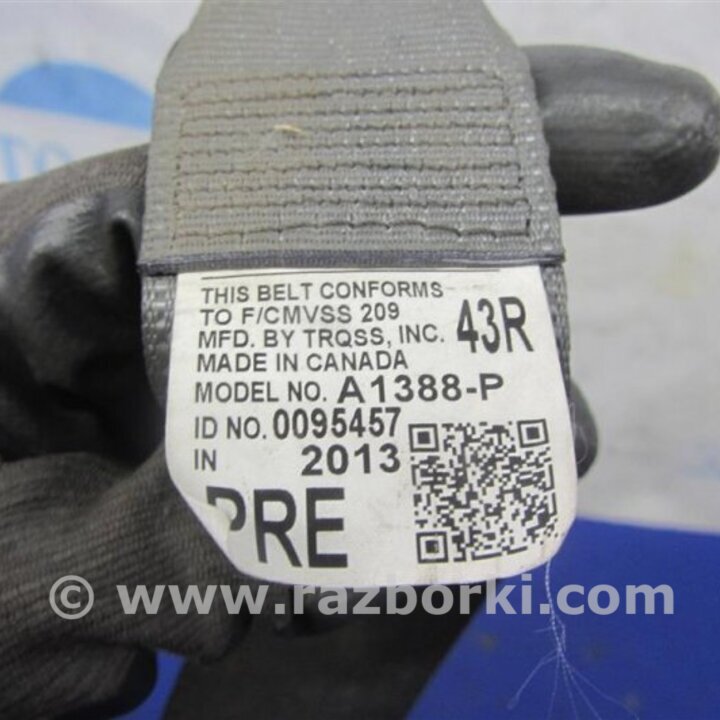 THIS BELT CONFORMS
TO F/CMVSS 209
MFD. BY TRQSS, INC. 43R
MADE IN CANADA
MODEL NO. A1388-P
ID NO. 0095457
IN 2013
PRE
© www.razborki.com